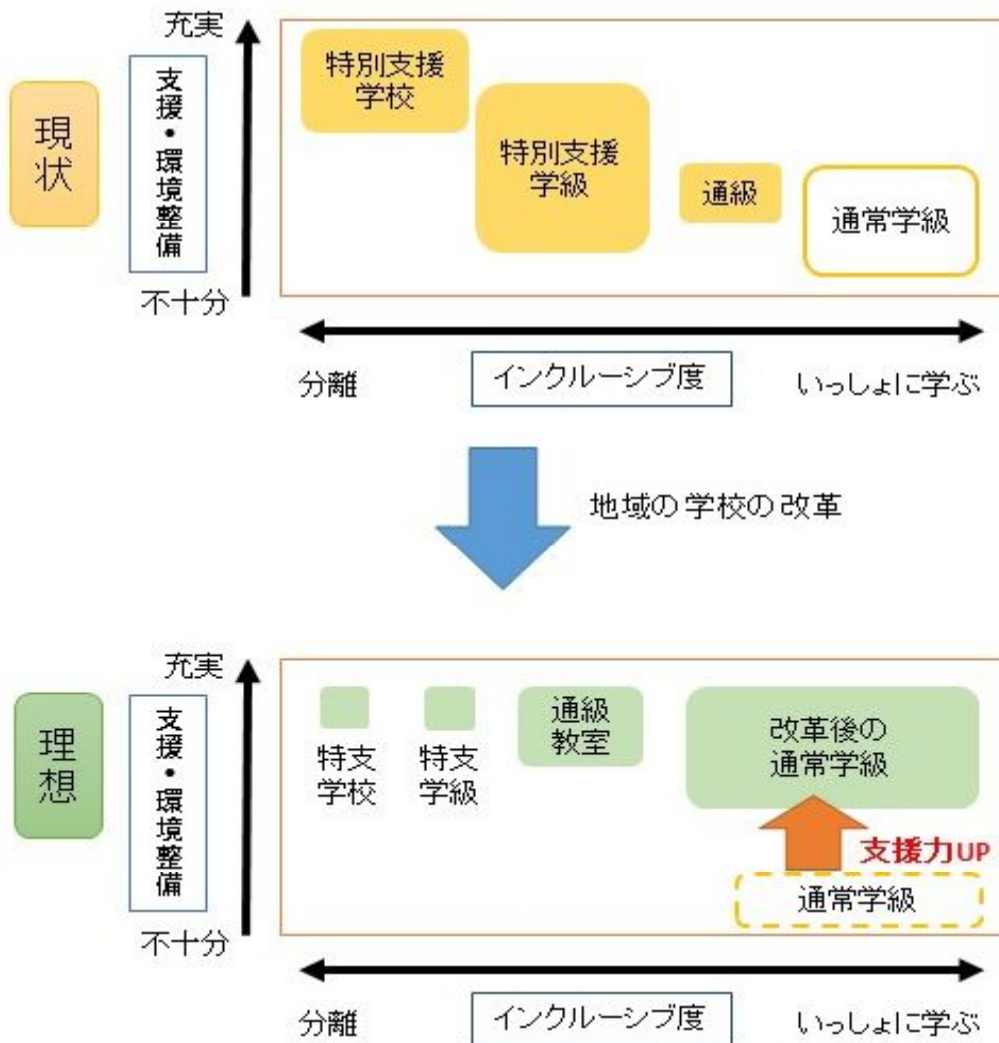 充実
現状
支援・環境整備
不十分
特別支援
学校
特別支援
学級
通級
通常学級
分離
インクルーシブ度
いっしょに学ぶ
地域の学校の改革
充実
理想
支援・環境整備
不十分
特支
学校
特支
学級
通級
教室
改革後の
通常学級
支援力UP
通常学級
分離
インクルーシブ度
いっしょに学ぶ